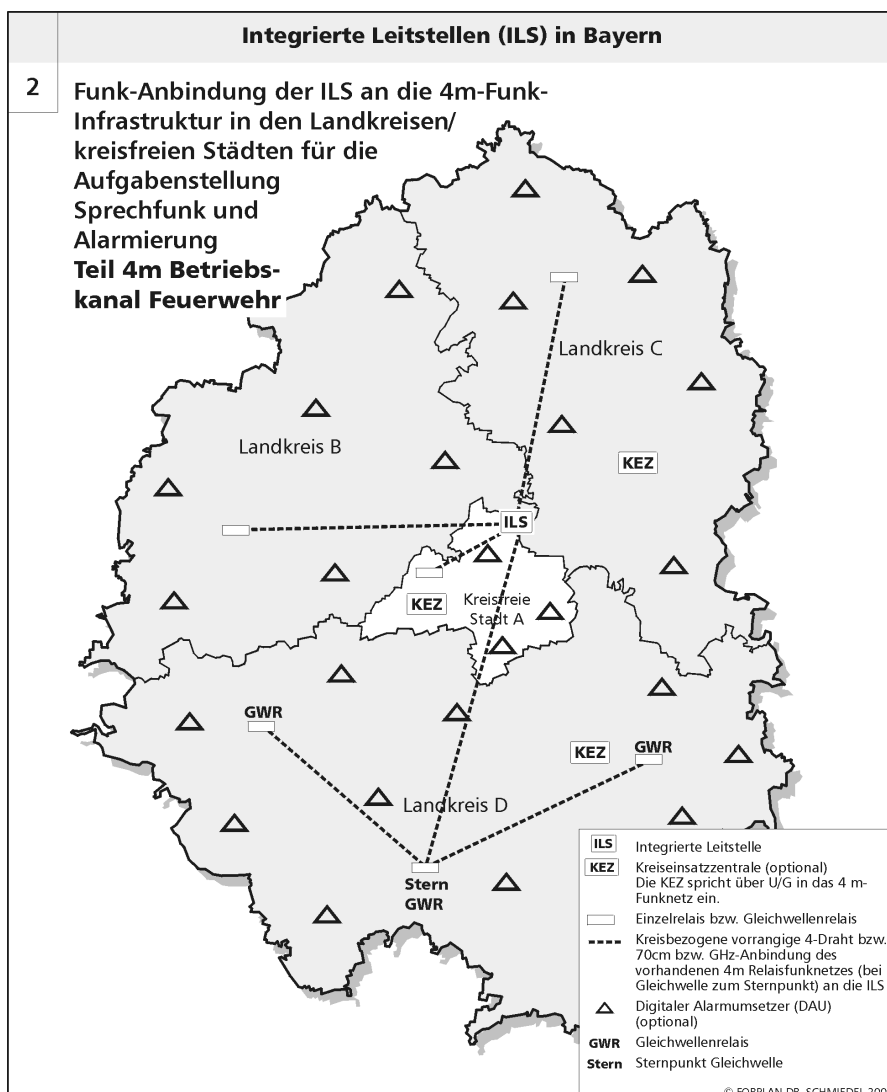 Integrierte Leitstellen (ILS) in Bayern
2
Funk-Anbindung der ILS an die 4m-Funk-
Infrastruktur in den Landkreisen/
kreisfreien Städten für die
Aufgabenstellung
Sprechfunk und
Alarmierung
Teil 4m Betriebs-
kanal Feuerwehr
Landkreis C
Landkreis B
KEZ
ILS
KEZ
Kreisfreie
Stadt A
GWR
KEZ
GWR
Landkreis D
Stern
GWR
ILS Integrierte Leitstelle
KEZ Kreiseinsatzzentrale (optional)
Die KEZ spricht über U/G in das 4 m-
Funknetz ein.
Einzelrelais bzw. Gleichwellenrelais
Kreisbezogene vorrangige 4-Draht bzw.
70cm bzw. GHz-Anbindung des
vorhandenen 4m Relaisfunknetzes (bei
Gleichwelle zum Sternpunkt) an die ILS
Digitaler Alarmumsetzer (DAU)
(optional)
GWR Gleichwellenrelais
Stern Sternpunkt Gleichwelle
© FORPLAN DR. SCHMIEDEL